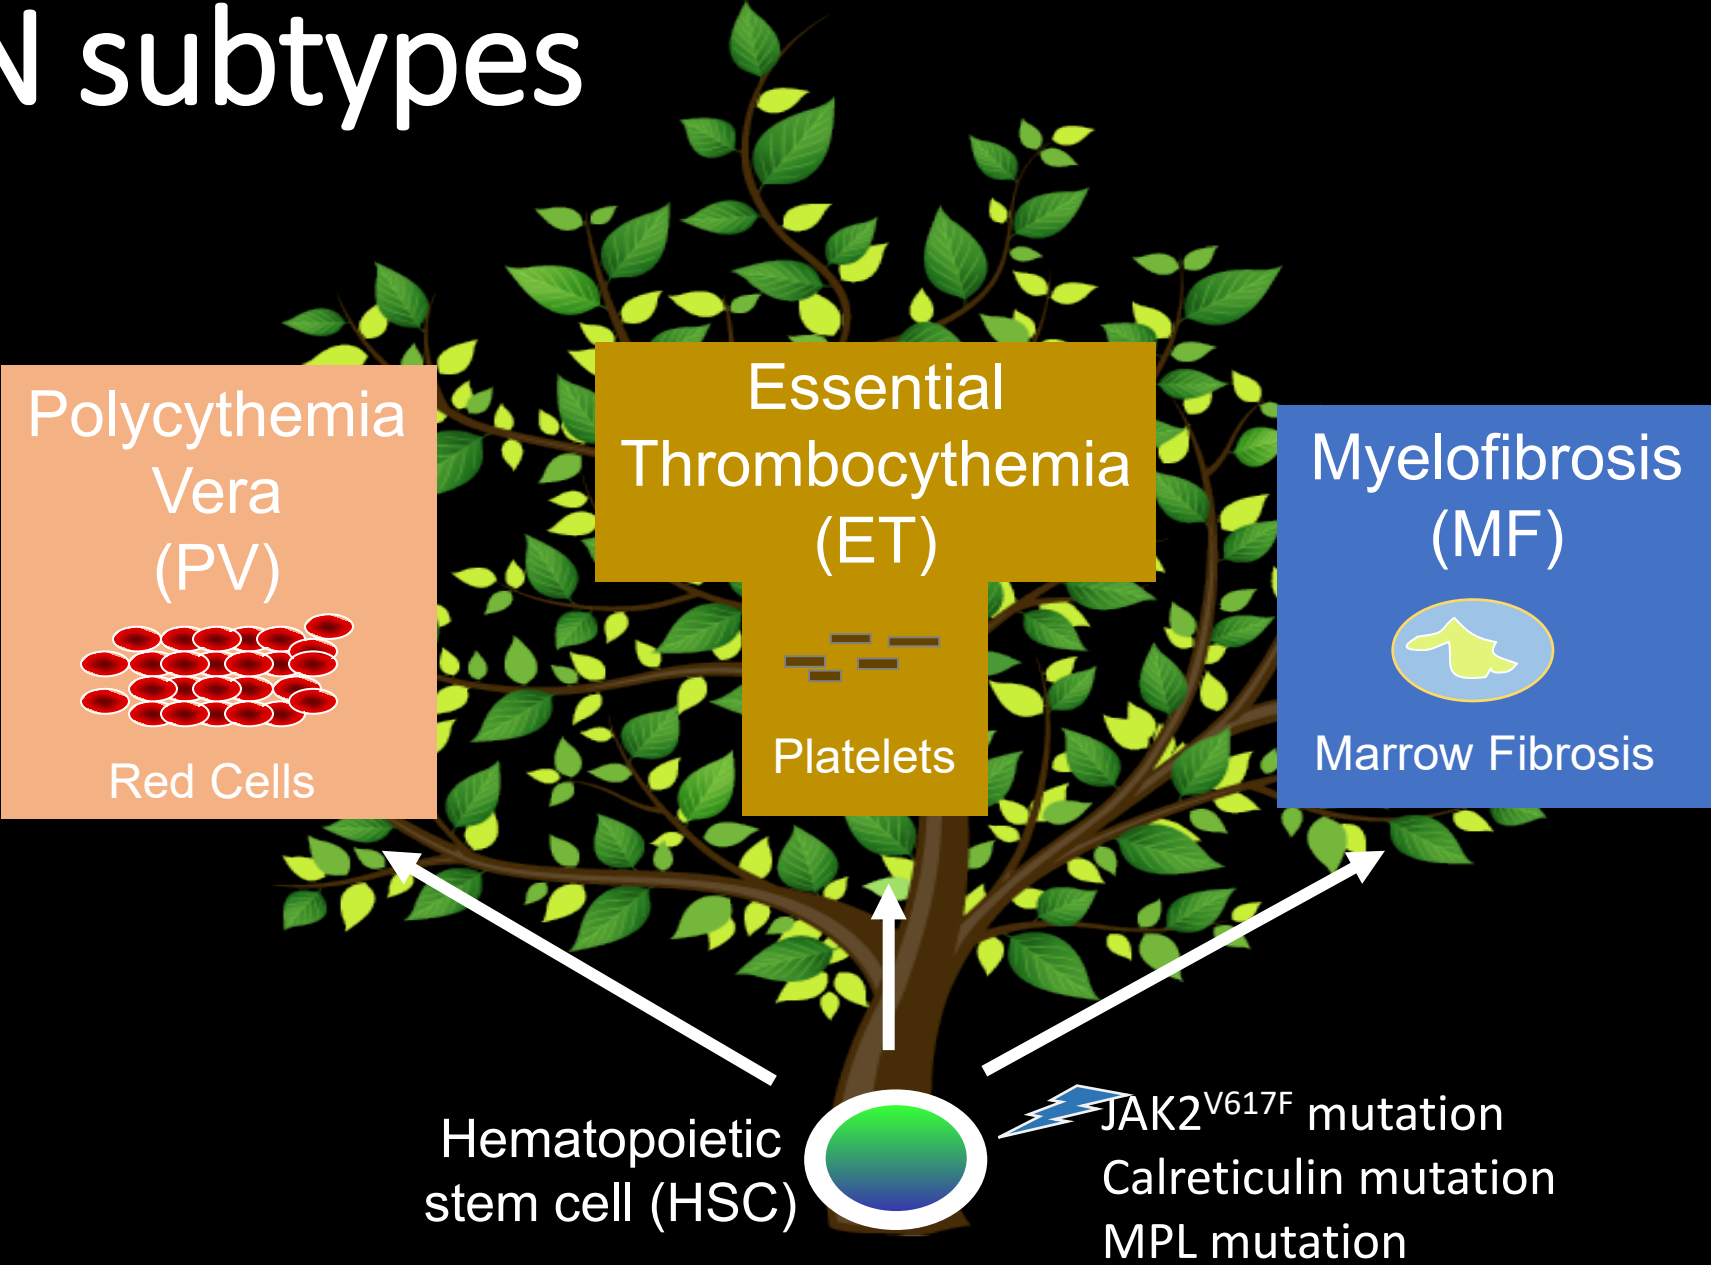 N subtypes
Polycythemia
Vera
(PV)
Red Cells
Essential
Thrombocythemia
(ET)
Platelets
Myelofibrosis
(MF)
Marrow Fibrosis
Hematopoietic
stem cell (HSC)
JAK2V617F mutation
Calreticulin mutation
MPL mutation